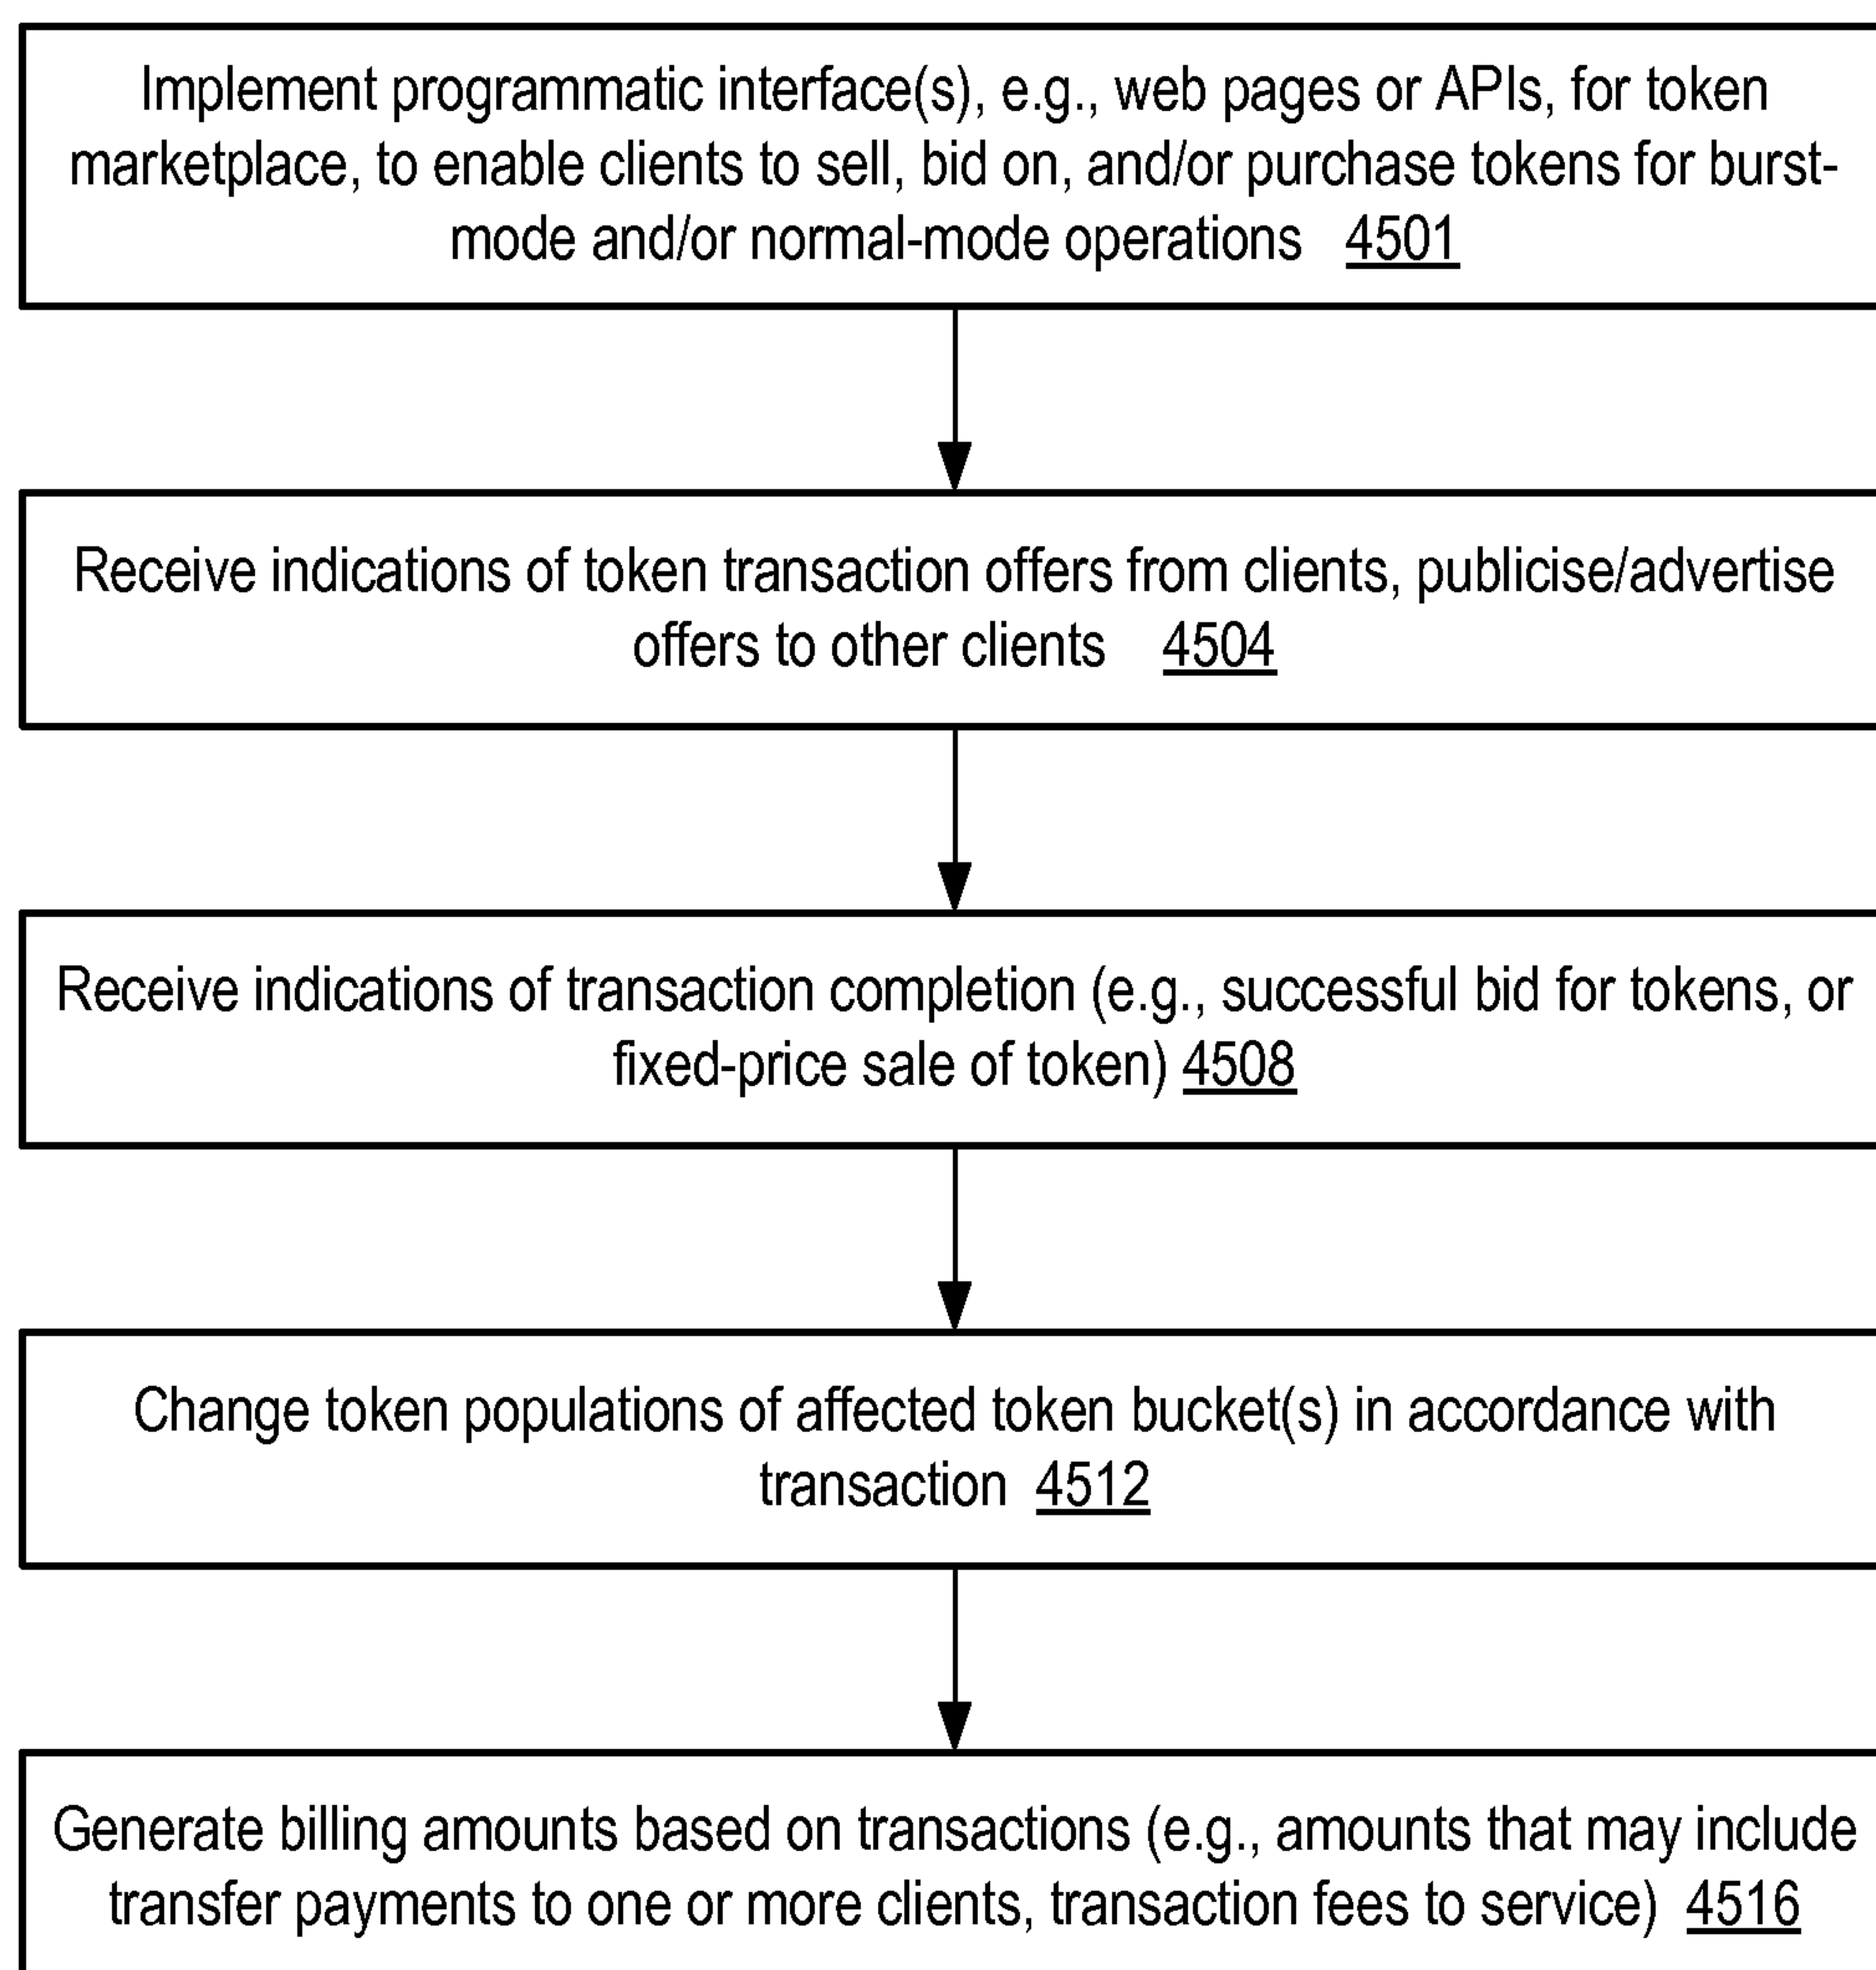 Implement programmatic interface(s), e.g., web pages or APIs, for token
marketplace, to enable clients to sell, bid on, and/or purchase tokens for burst-
mode and/or normal-mode operations 4501
Receive indications of token transaction offers from clients, publicise/advertise
offers to other clients 4504
Receive indications of transaction completion (e.g., successful bid for tokens, or
fixed-price sale of token) 4508
Change token populations of affected token bucket(s) in accordance with
transaction 4512
Generate billing amounts based on transactions (e.g., amounts that may include
transfer payments to one or more clients, transaction fees to service) 4516